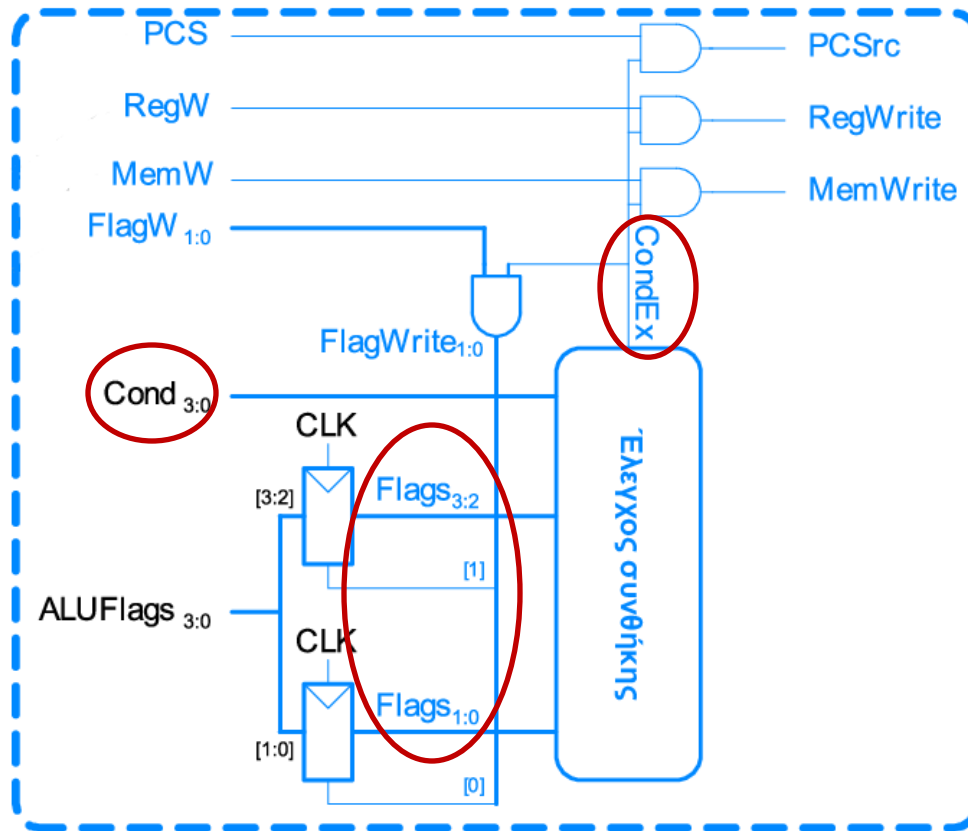 PCS
PCSrc
RegW
RegWrite
MemW
MemWrite
FlagW 1:0
CondEx
FlagWrite1:0
Cond 3:0
CLK
[3:2]
Flags3:2
Έλεγχος συνθήκης
[1]
ALUFlags 3:0
CLK
Flags1:0
[1:0]
[0]